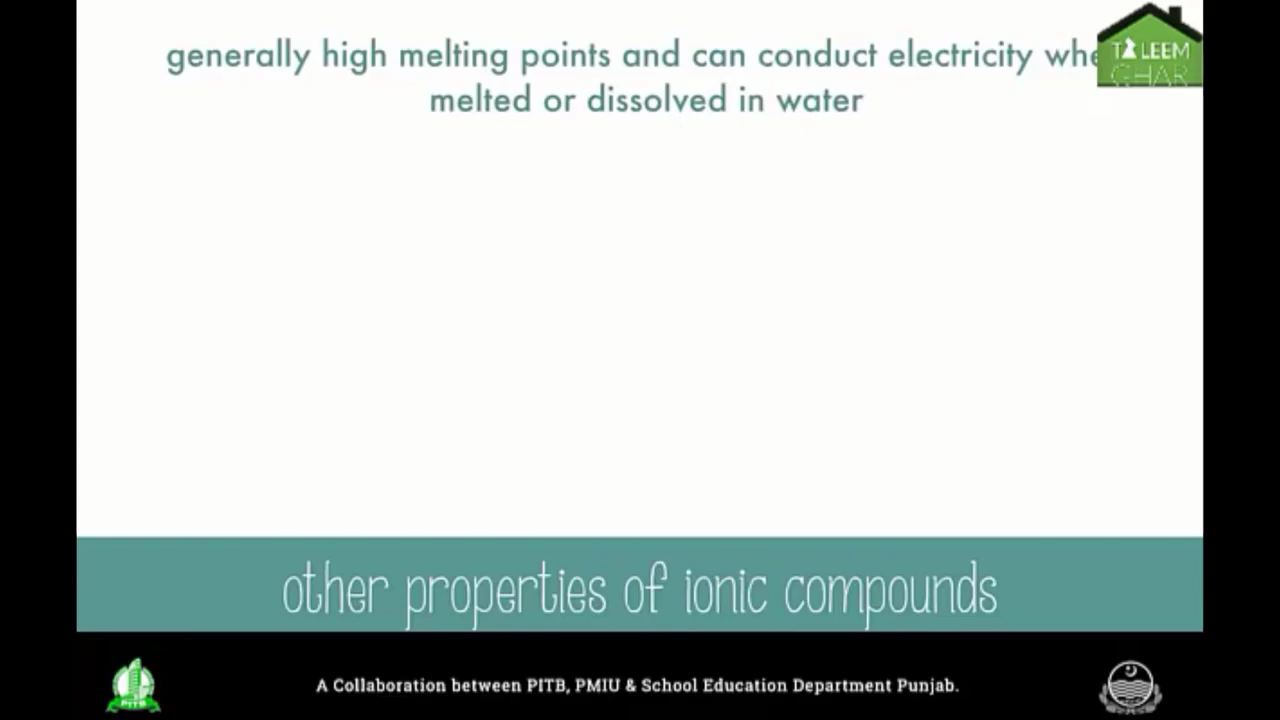 generally high melting points and can conduct electricity
melted or dissolved in water
TALEEM
GHAR
other properties of ionic compounds
PITB
A Collaboration between PITB, PMIU & School Education Department Punjab.